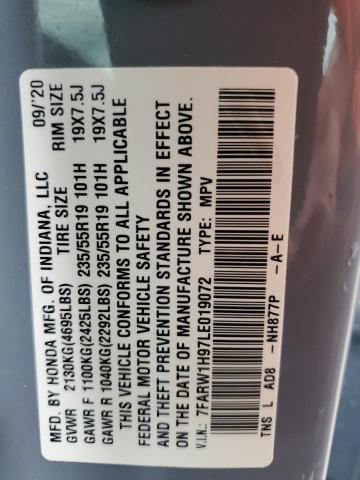 MFD. BY HONDA MFG. OF INDIANA, LLC 09/'20
TIRE SIZE RIM SIZE
GVWR 2130KG(4695LBS)
GAWR F 1100KG(2425LBS) 235/55R19 101H 19X7.5J
GAWR R 1040KG(2292LBS) 235/55R19 101H 19X7.5J
THIS VEHICLE CONFORMS TO ALL APPLICABLE
FEDERAL MOTOR VEHICLE SAFETY
AND THEFT PREVENTION STANDARDS IN EFFECT
ON THE DATE OF MANUFACTURE SHOWN ABOVE.
V.I.N.: 7FARW1H97LE019072 TYPE: MPV
TNS L AD8 -NH877P -A-E